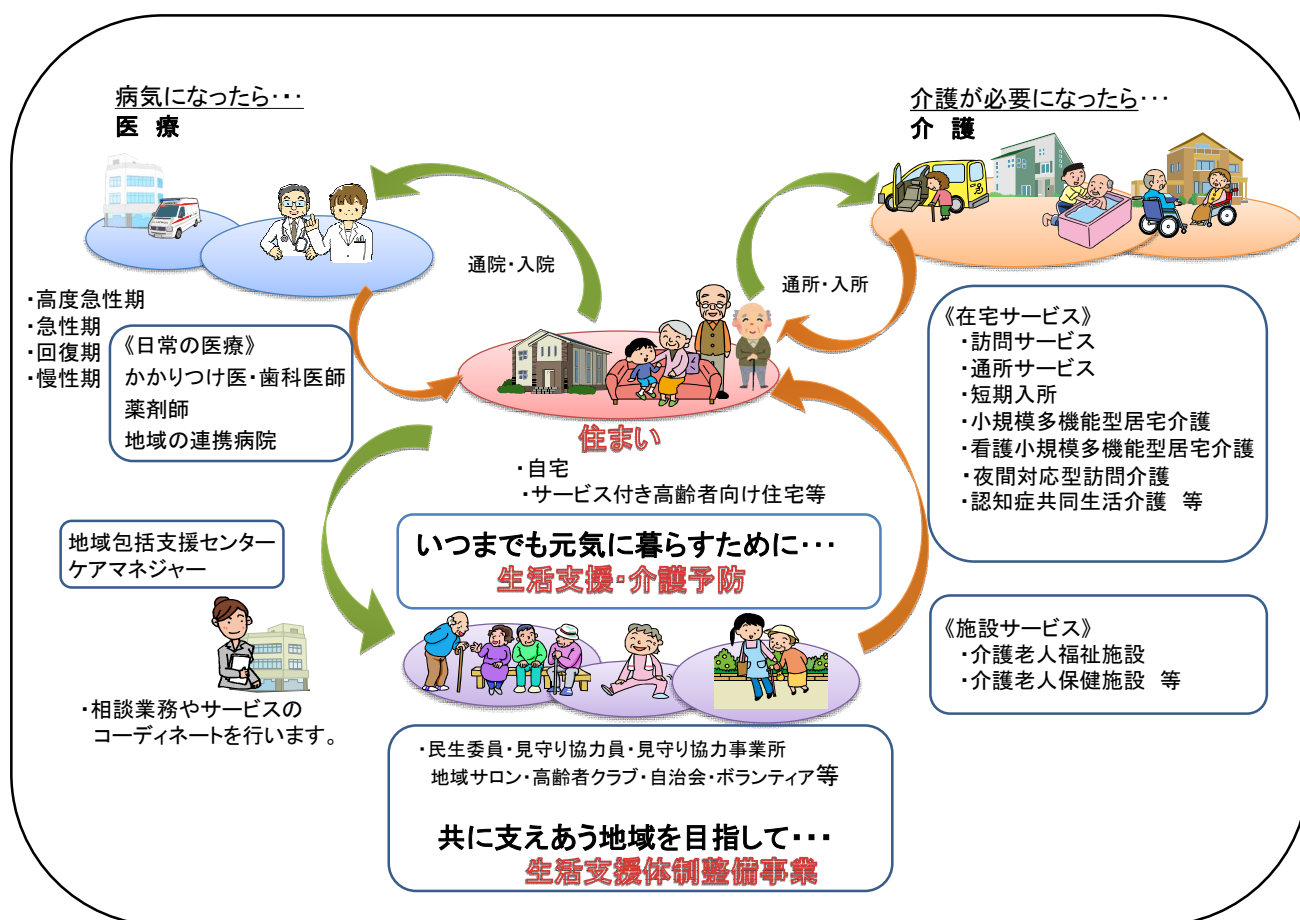 病気になったら・・・
医 療
介護が必要になったら・・・
介 護
通院・入院
通所・入所
・高度急性期
・急性期
・回復期
・慢性期
《日常の医療》
かかりつけ医・歯科医師
薬剤師
地域の連携病院
《在宅サービス》
・訪問サービス
・通所サービス
・短期入所
・小規模多機能型居宅介護
・看護小規模多機能型居宅介護
・夜間対応型訪問介護
・認知症共同生活介護 等
住まい
・自宅
・サービス付き高齢者向け住宅等
地域包括支援センター
ケアマネジャー
・相談業務やサービスの
コーディネートを行います。
いつまでも元気に暮らすために・・・
生活支援・介護予防
《施設サービス》
・介護老人福祉施設
・介護老人保健施設 等
・民生委員・見守り協力員・見守り協力事業所
地域サロン・高齢者クラブ・自治会・ボランティア等
共に支えあう地域を目指して・・・
生活支援体制整備事業